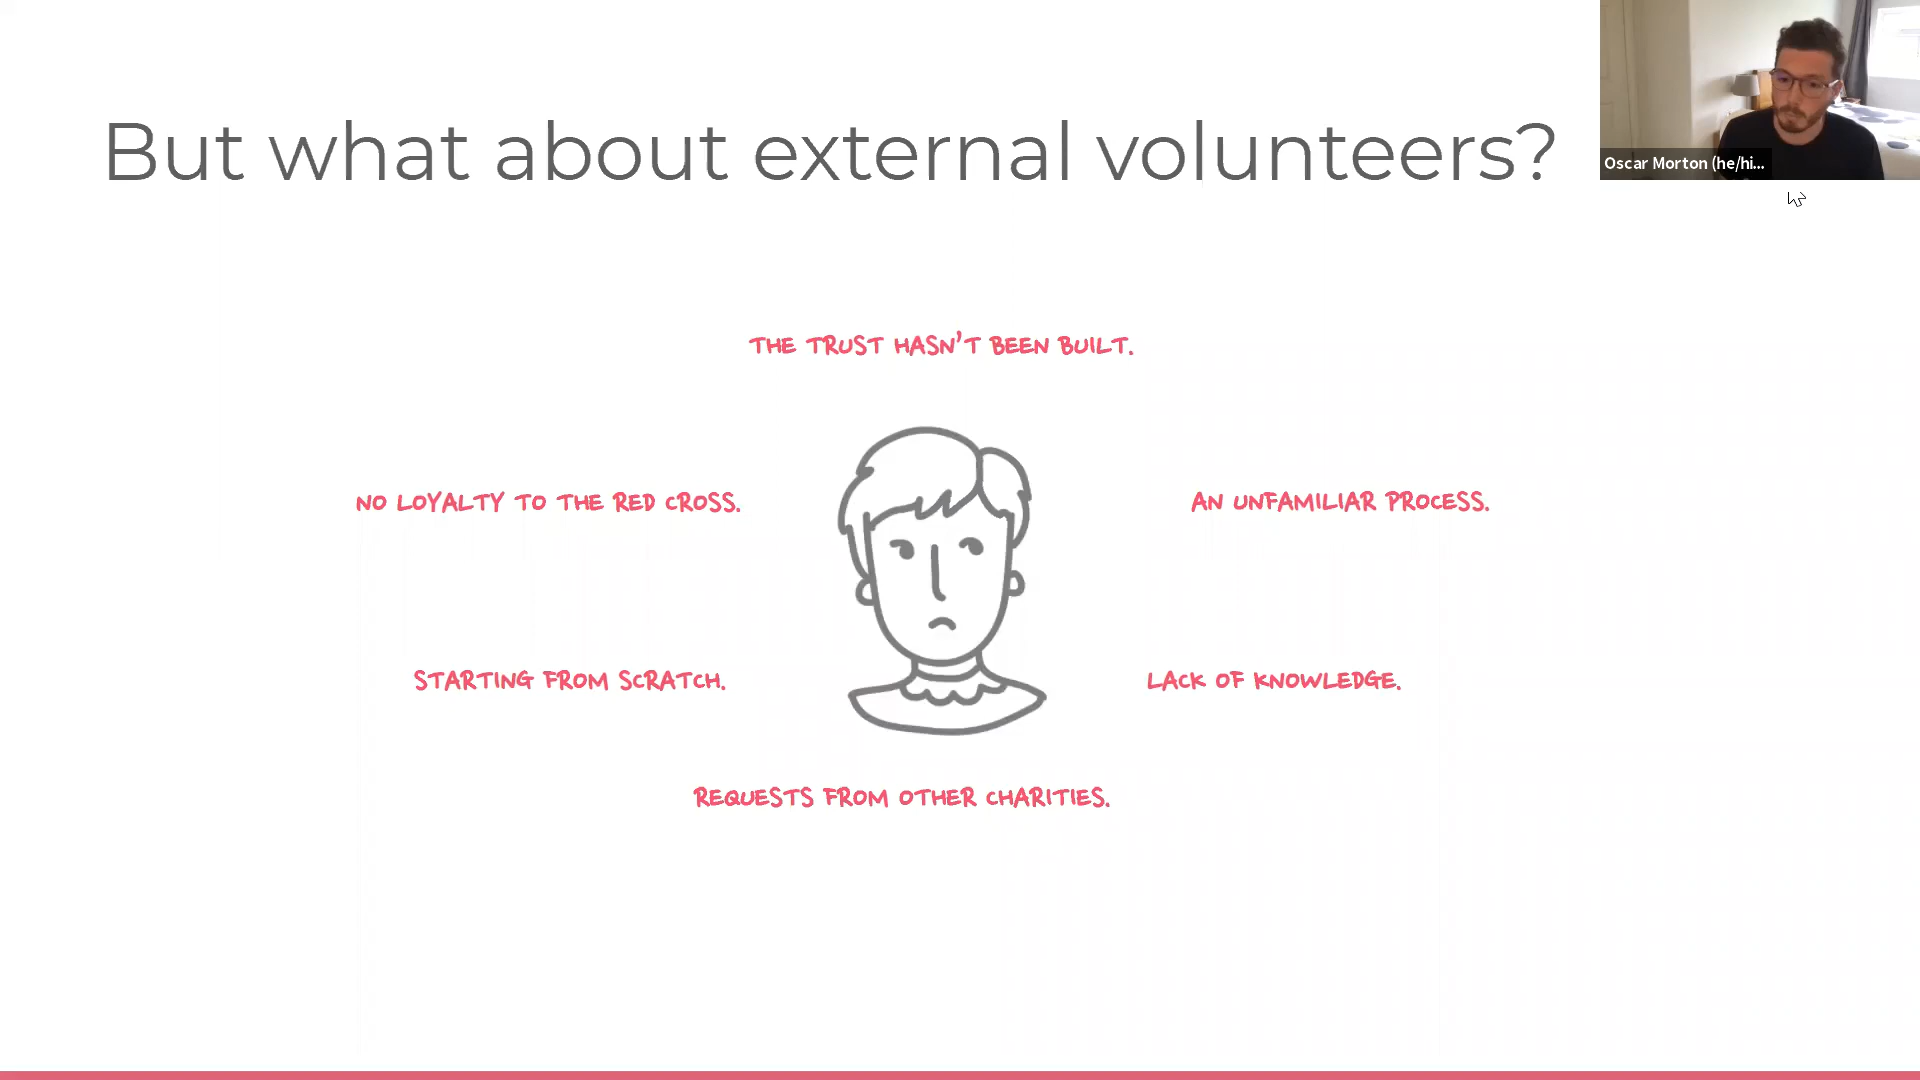 But what about external volunteers?
Oscar Morton (he/hi...
THE TRUST HASN'T BEEN BUILT.
NO LOYALTY TO THE RED CROSS.
AN UNFAMILIAR PROCESS.
STARTING FROM SCRATCH.
LACK OF KNOWLEDGE.
REQUESTS FROM OTHER CHARITIES.